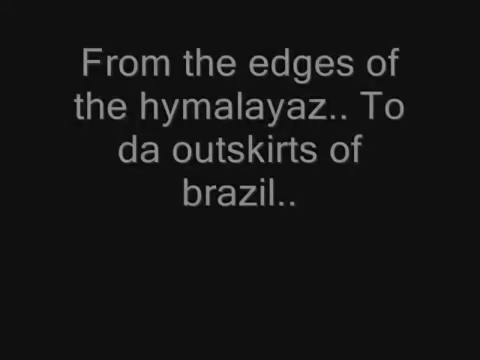 From the edges of
the hymalayaz.. To
da outskirts of
brazil..